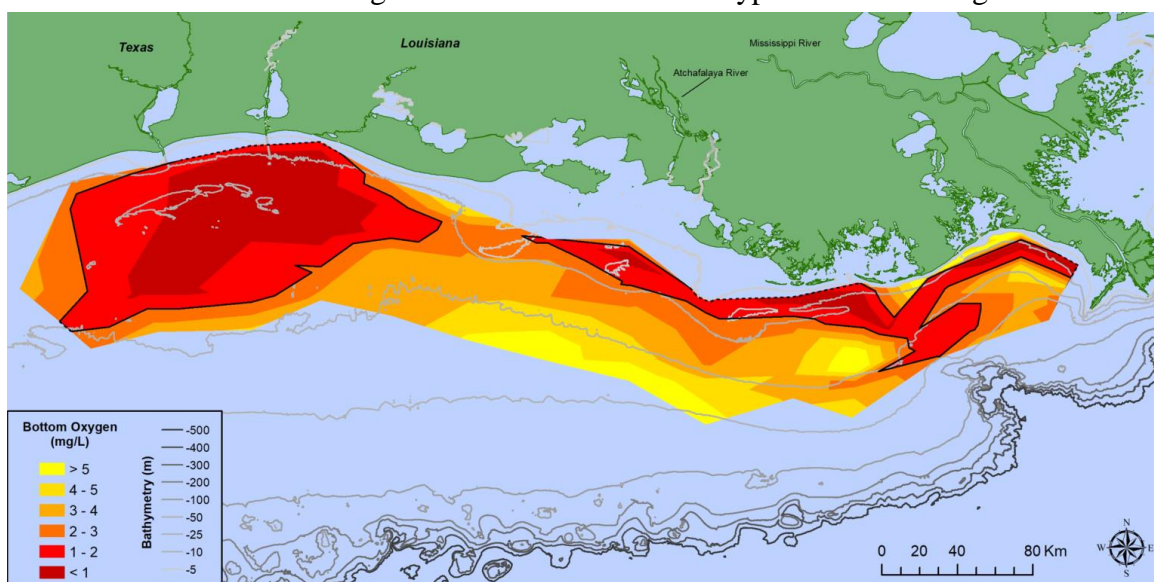 Texas
Louisiana
Mississippi River
Atchafalaya River
Bottom Oxygen
(mg/L)
> 5
4 - 5
3 - 4
2 - 3
1 - 2
< 1
Bathymetry (m)
-500
-400
-300
-200
-100
-50
-25
-10
-5
0 20 40 80 Km
N
W E
S